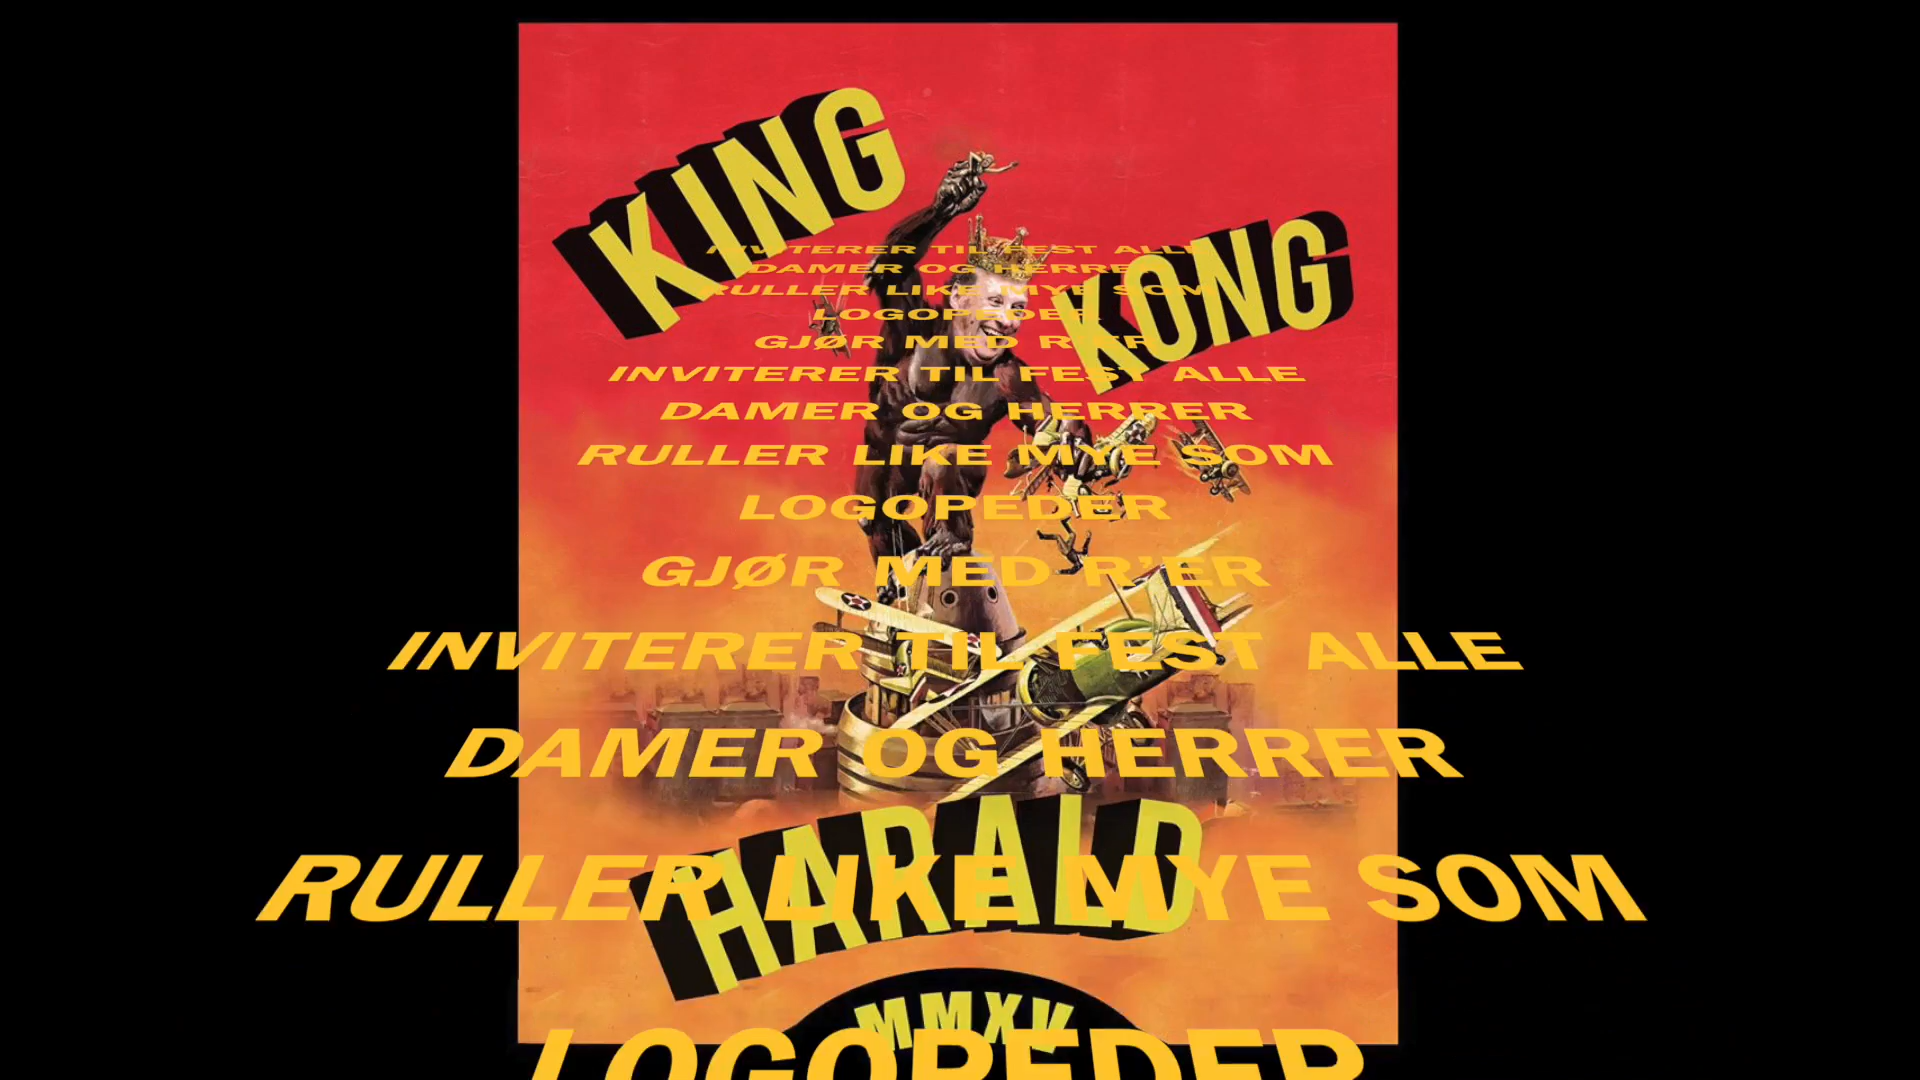 KING
KONG
INVITERER TIL FEST ALLE
DAMER OG HERRER
RULLER LIKE MYE SOM
LOGOPEDER
GJØR MED R'ER
INVITERER TIL FEST ALLE
DAMER OG HERRER
RULLER LIKE MYE SOM
LOGOPEDER
GJØR MED R'ER
INVITERER TIL FEST ALLE
DAMER OG HERRER
HARALD
RULLER LIKE MYE SOM
MMXV
LOGOPEDER